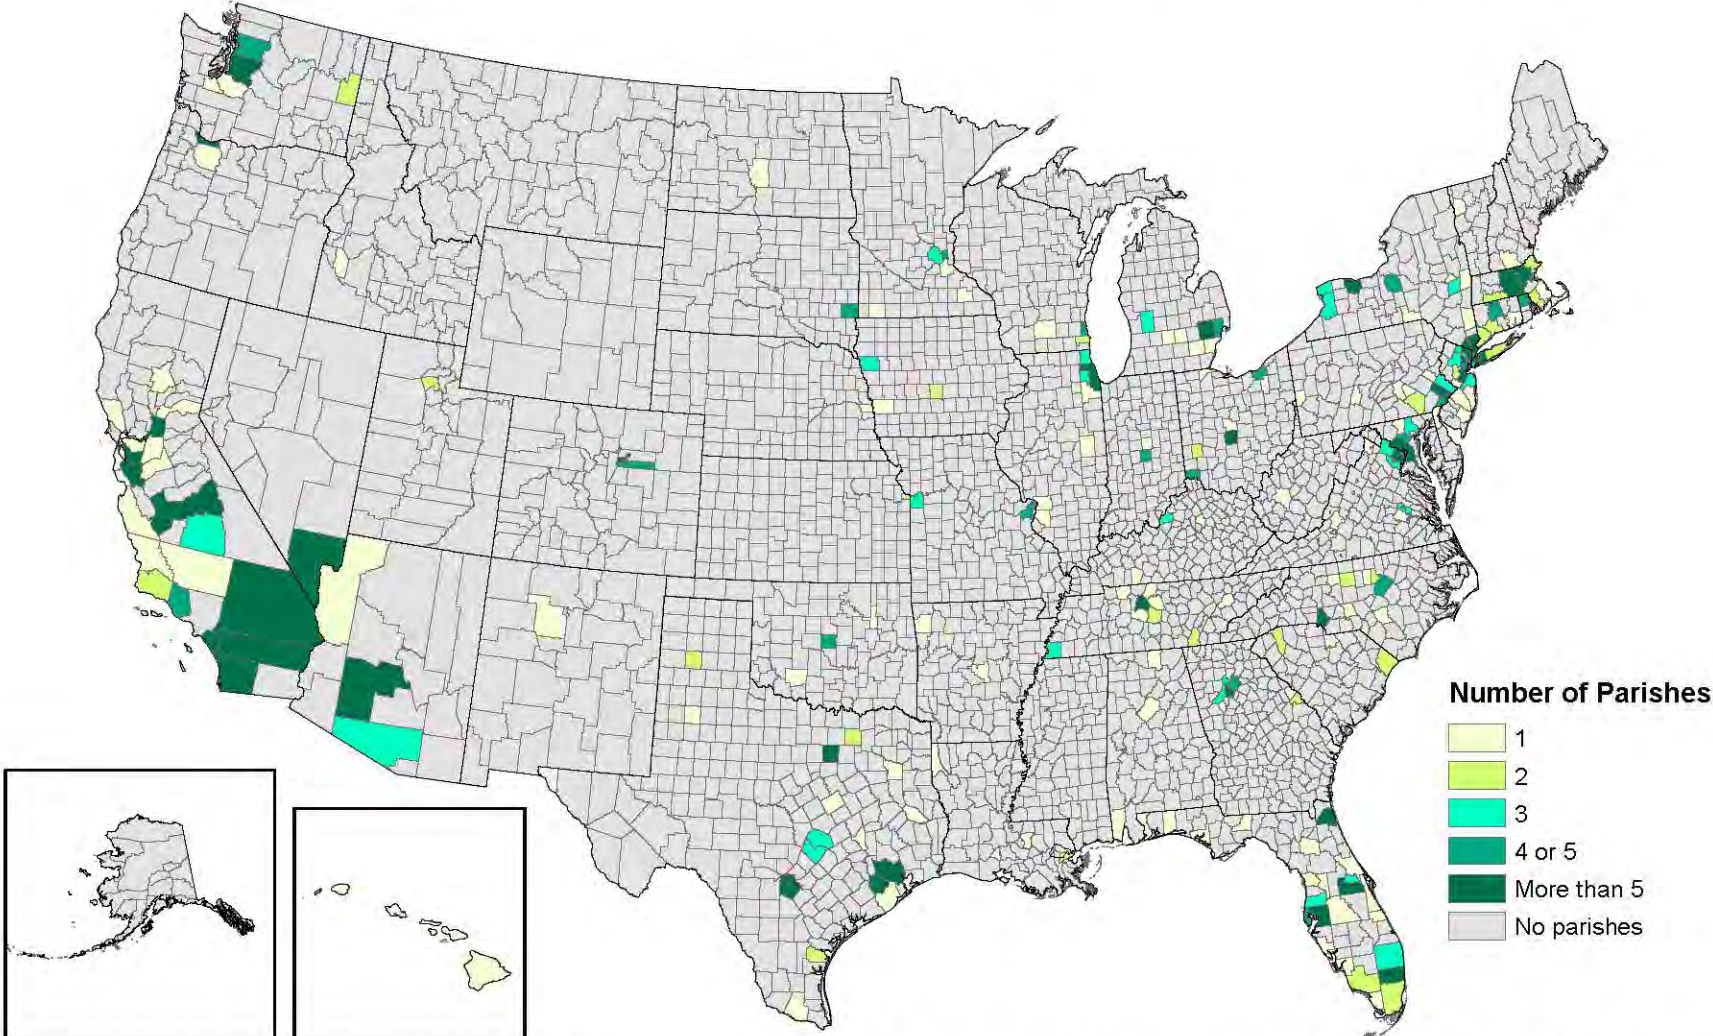 Number of Parishes
1
2
3
4 or 5
More than 5
No parishes